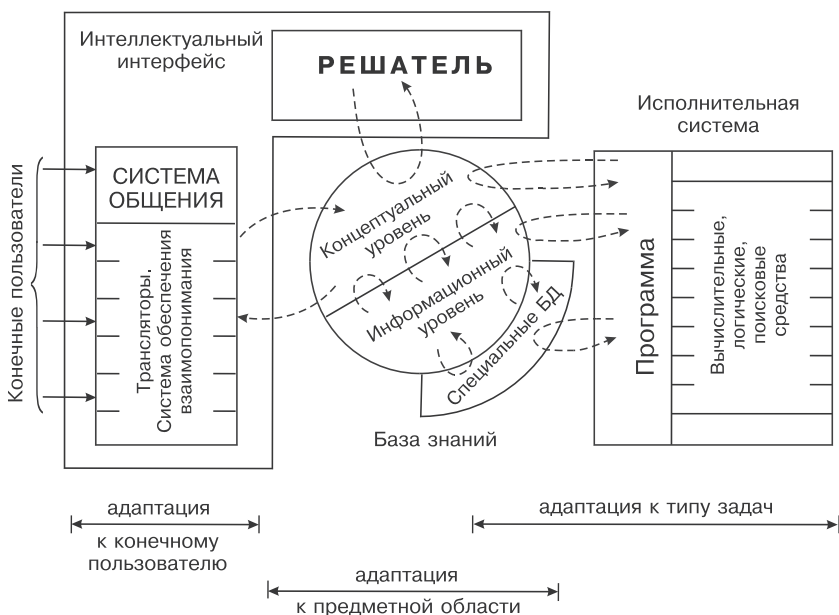 Интеллектуальный
интерфейс
РЕШАТЕЛЬ
Исполнительная
система
Конечные пользователи
СИСТЕМА
ОБЩЕНИЯ
Трансляторы.
Система обеспечения
взаимопонимания
Концептуальный
уровень
Информационный
уровень
Специальные БД
База знаний
Программа
Вычислительные,
логические,
поисковые
средства
адаптация
к конечному
пользователю
адаптация к типу задач
адаптация
к предметной области